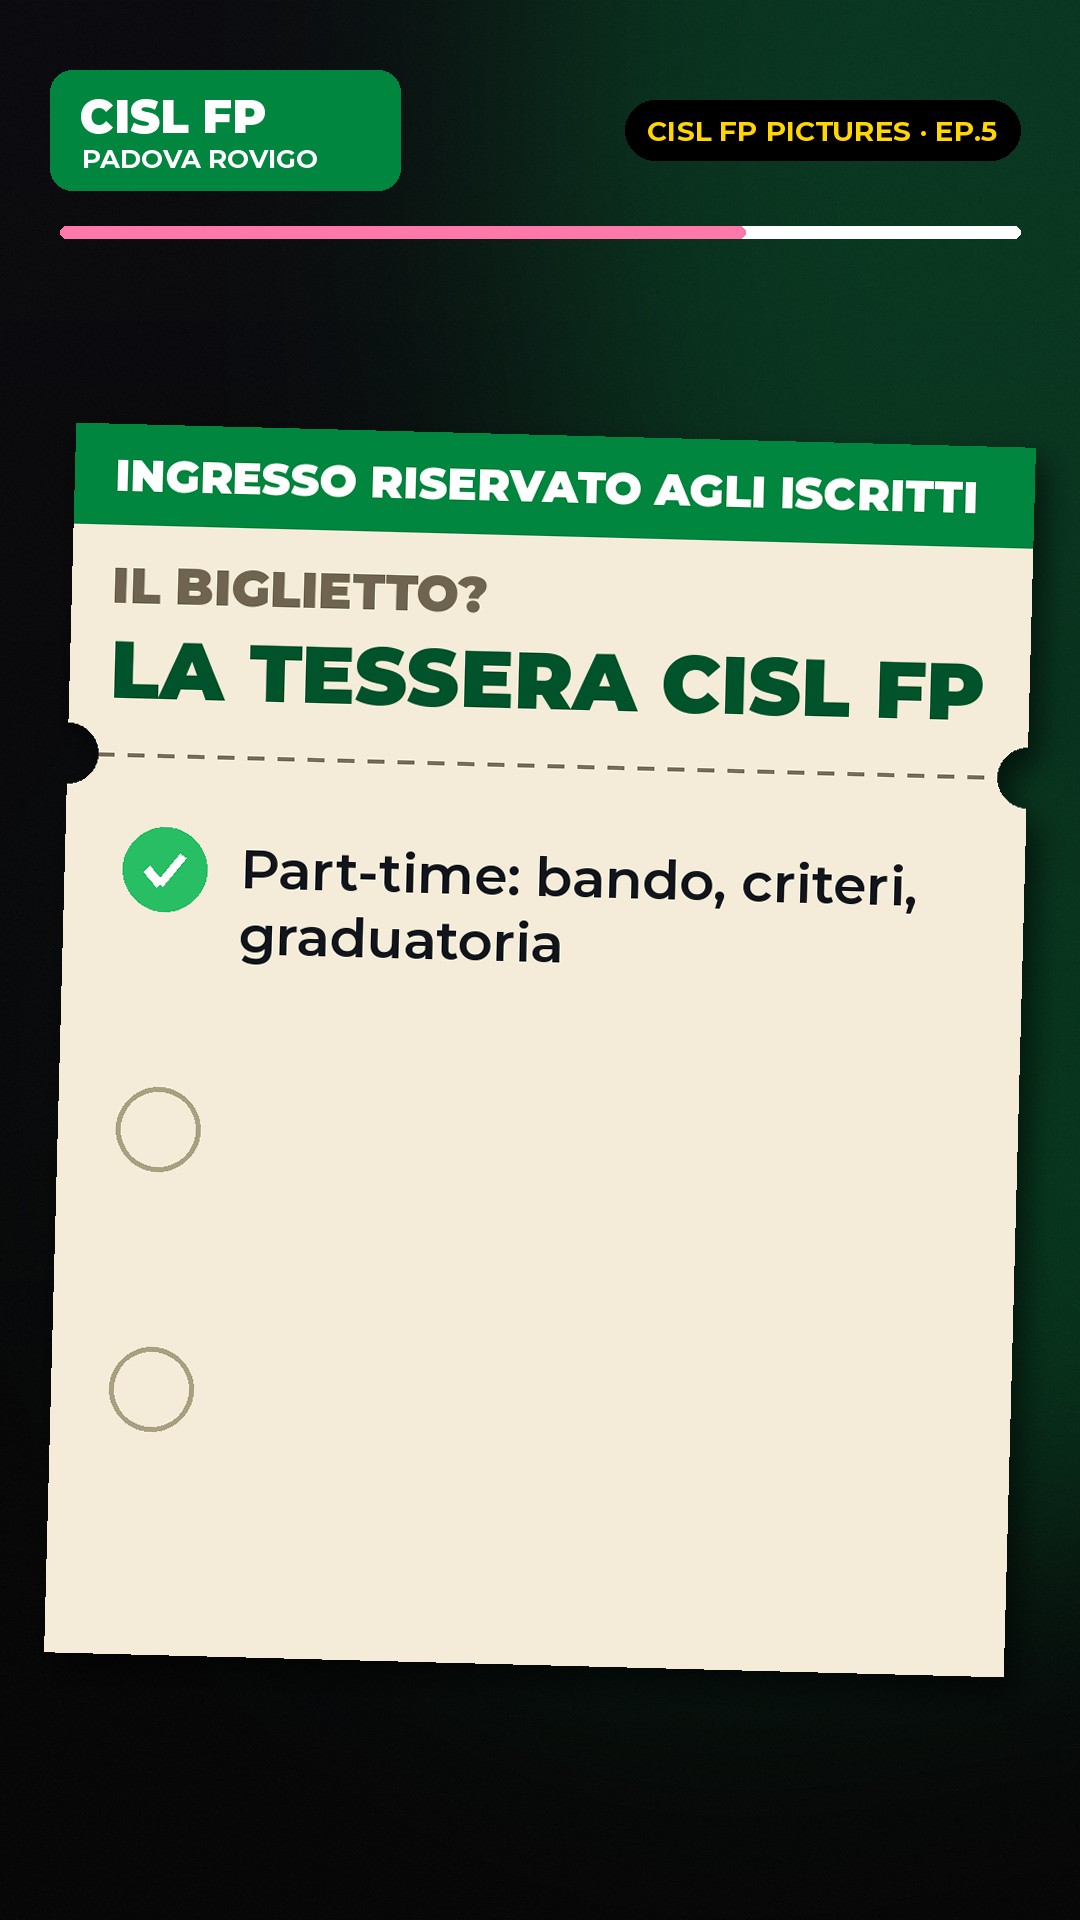 CISL FP
PADOVA ROVIGO
CISL FP PICTURES · EP.5
INGRESSO RISERVATO AGLI ISCRITTI
IL BIGLIETTO?
LA TESSERA CISL FP
Part-time: bando, criteri,
graduatoria